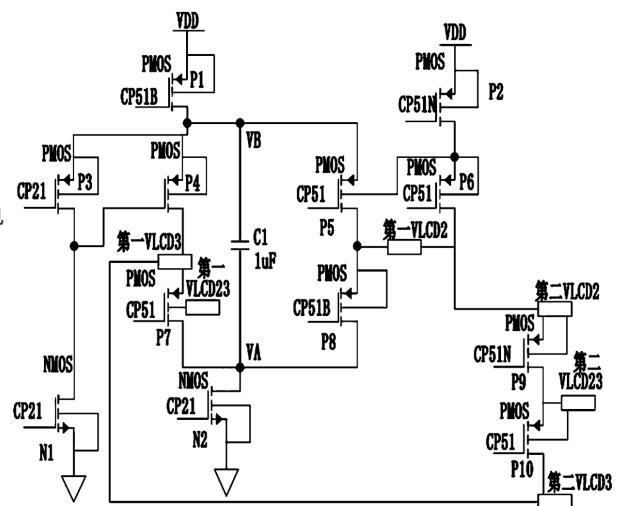 VDD
VDD
PMOS
P1
PMOS
P2
CP51B
CP51N
VB
PMOS
PMOS
PMOS
PMOS
P3
P4
P6
CP21
CP51
CP51
P5
第一VLCD3
第一
VLCD23
C1
1uF
第一VLCD2
PMOS
CP51
P7
PMOS
CP51B
P8
第二VLCD2
PMOS
CP51N
P9
第二
VLCD23
VA
NMOS
NMOS
CP21
CP21
N1
N2
PMOS
CP51
P10
第二VLCD3